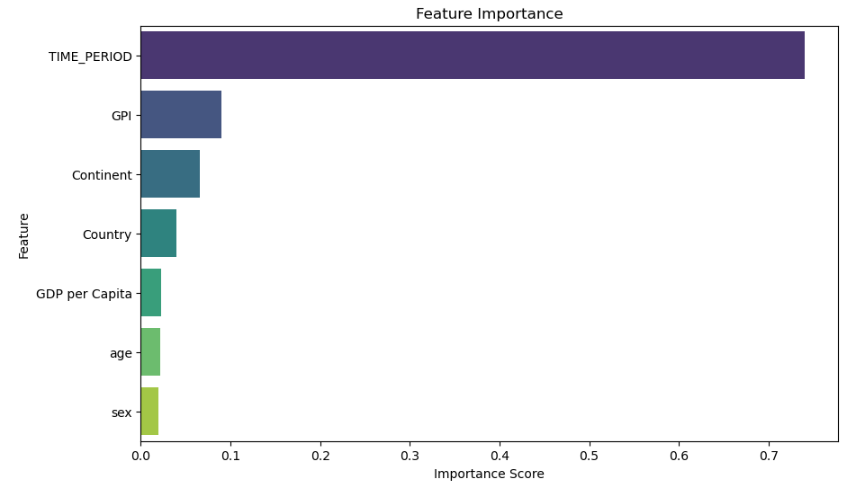 Feature Importance
TIME_PERIOD
GPI
Continent
Country
GDP per Capita
age
sex
Feature
0.0 0.1 0.2 0.3 0.4 0.5 0.6 0.7
Importance Score